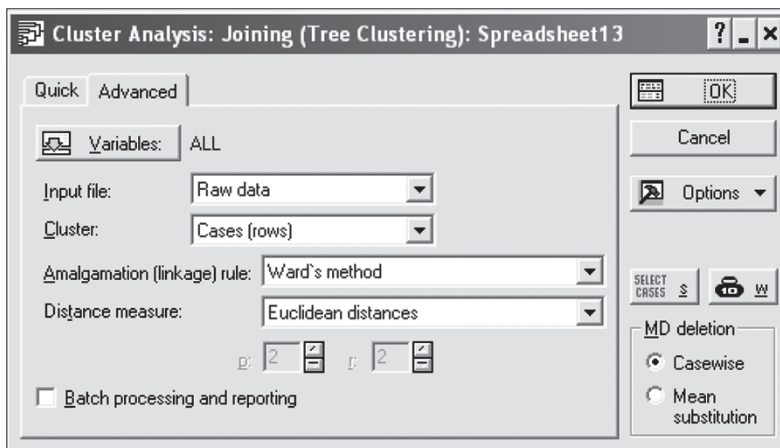 Cluster Analysis: Joining (Tree Clustering): Spreadsheet13
? _ ×
Quick Advanced
OK
Variables: ALL
Cancel
Input file: Raw data
Options
Cluster: Cases (rows)
Amalgamation (linkage) rule: Ward`s method
SELECT CASES S
10 W
Distance measure: Euclidean distances
MD deletion
p: 2 r: 2
Casewise
Batch processing and reporting
Mean
substitution